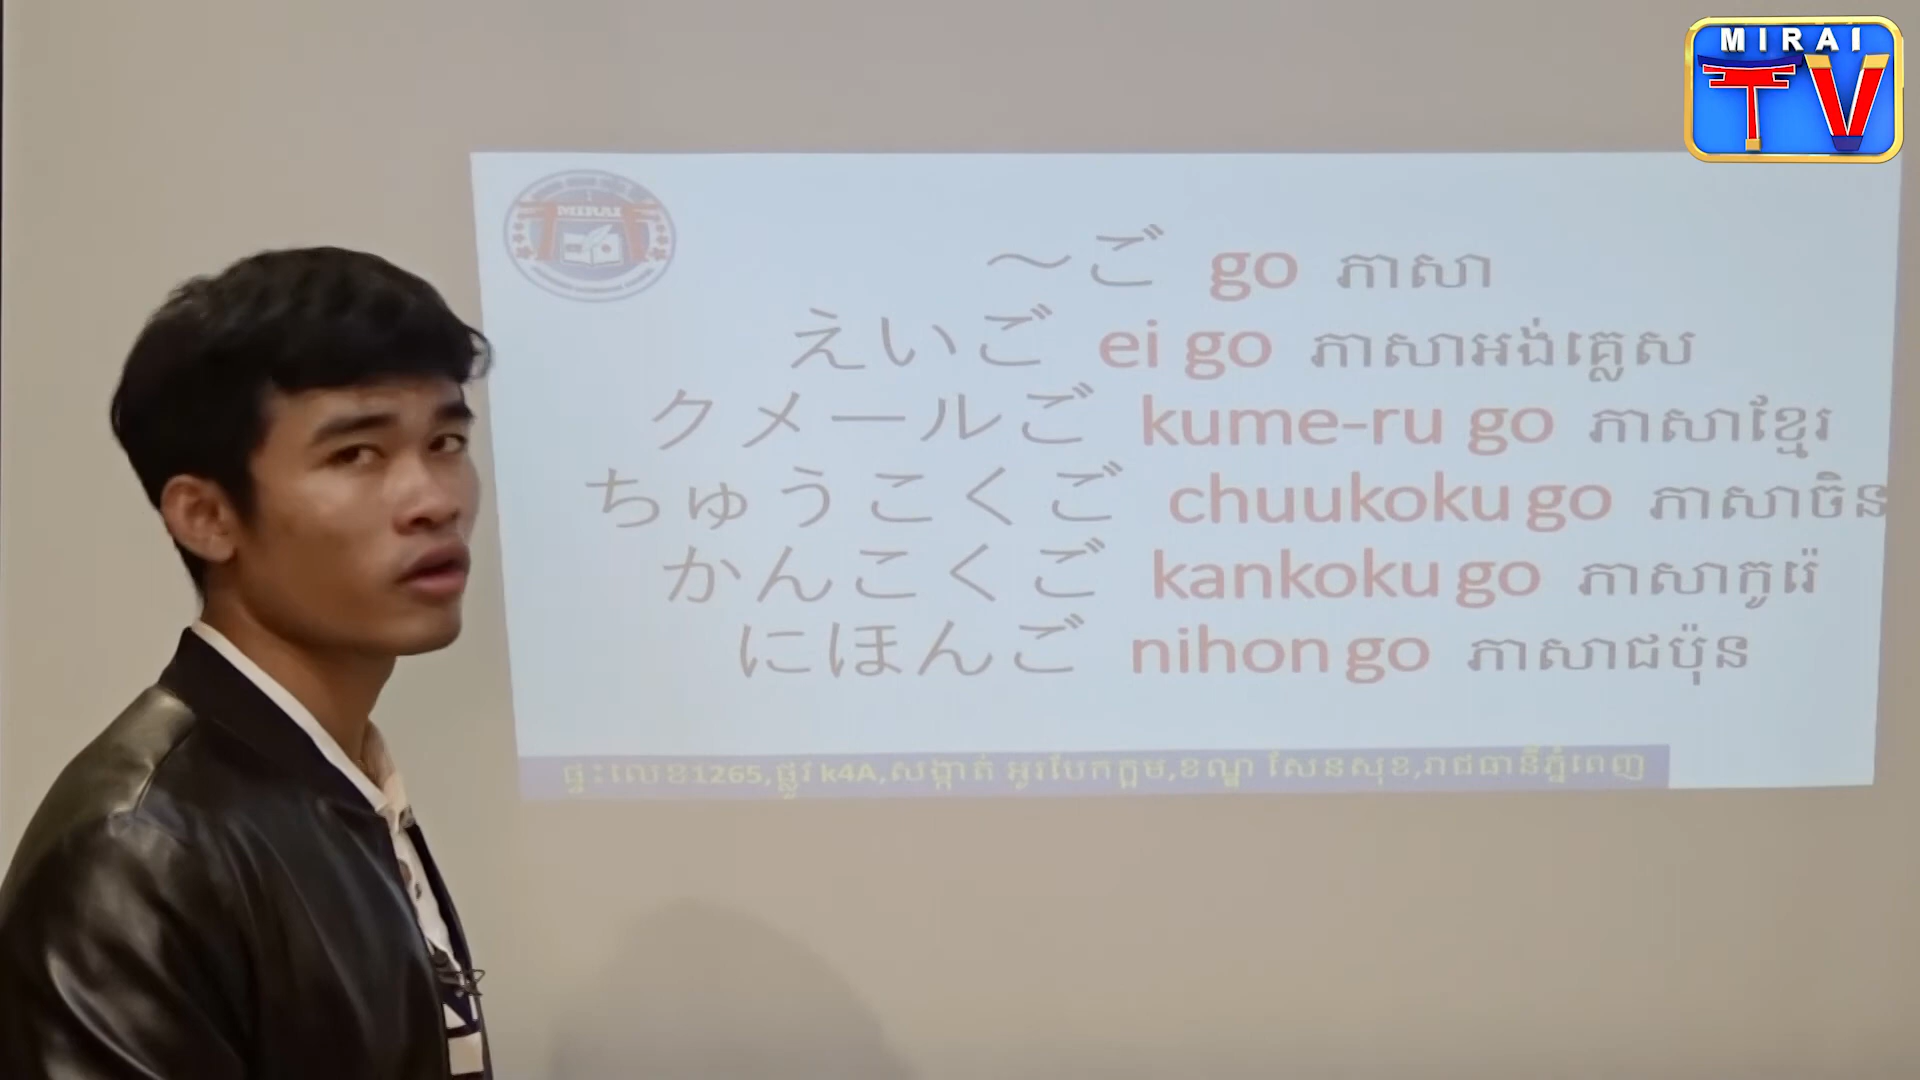 MIRAI
TV
MIRAI
～ご go ភាសា
えいご ei go ភាសាអង់គ្លេស
クメールご kume-ru go ភាសាខ្មែរ
ちゅうこくご chuukoku go ភាសាចិន
かんこくご kankoku go ភាសាកូរ៉េ
にほんご nihon go ភាសាជប៉ុន
ផ្ទះលេខ1265,ផ្លូវ k4A,សង្កាត់ អូរបែកក្អម,ខណ្ឌ សែនសុខ,រាជធានីភ្នំពេញ